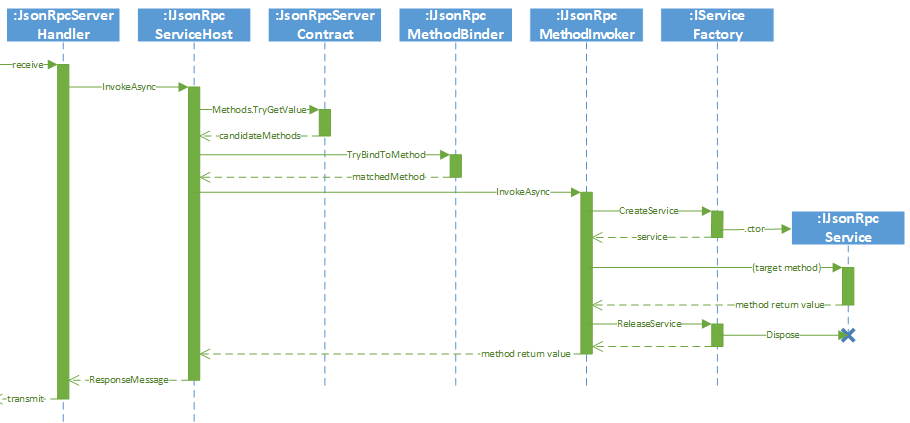 :JsonRpcServer
Handler
:IJsonRpc
ServiceHost
:JsonRpcServer
Contract
:IJsonRpc
MethodBinder
:IJsonRpc
MethodInvoker
:IService
Factory
receive
InvokeAsync
Methods.TryGetValue
candidateMethods
TryBindToMethod
matchedMethod
InvokeAsync
CreateService
:IJsonRpc
Service
.ctor
service
(target method)
method return value
ReleaseService
Dispose
method return value
ResponseMessage
transmit